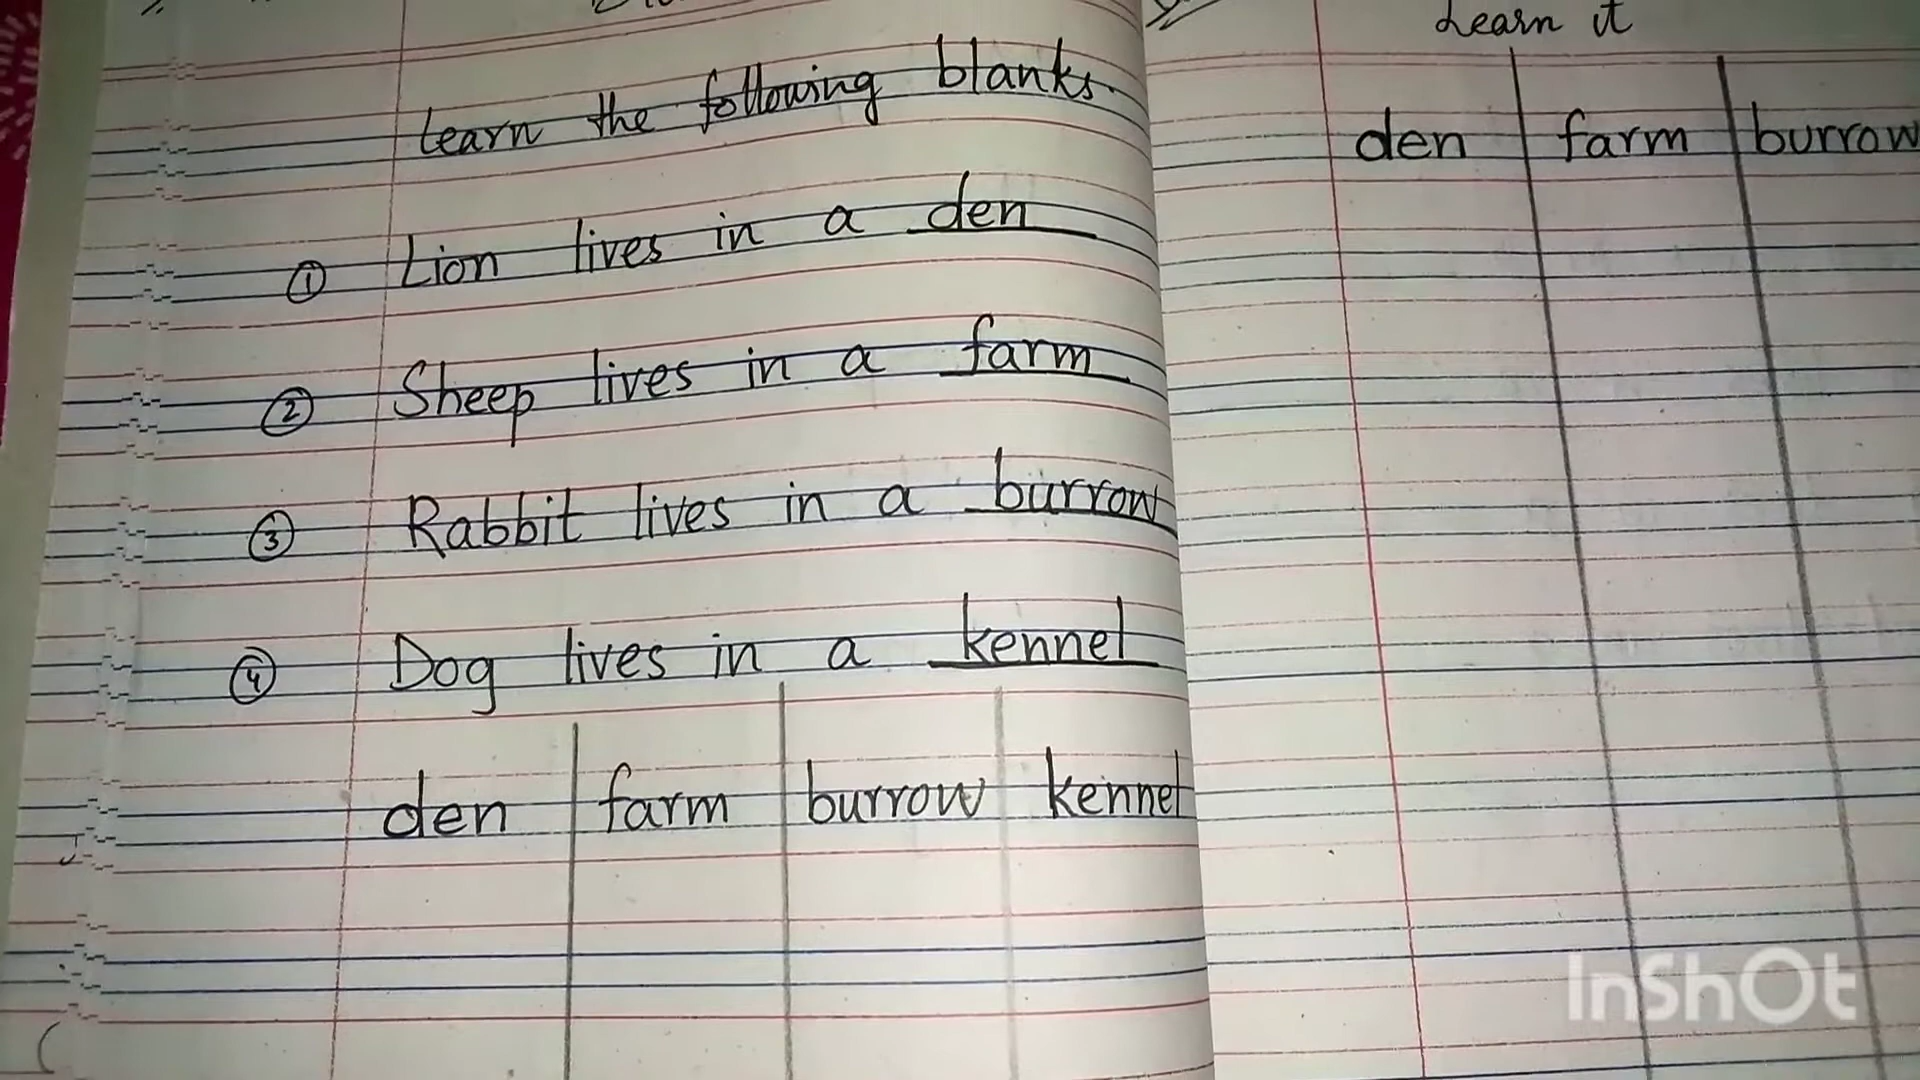 Learn the following blanks.
① Lion lives in a den
② Sheep lives in a farm
③ Rabbit lives in a burrow
④ Dog lives in a kennel
den farm burrow kennel
Learn it
den farm burrow
InShOt